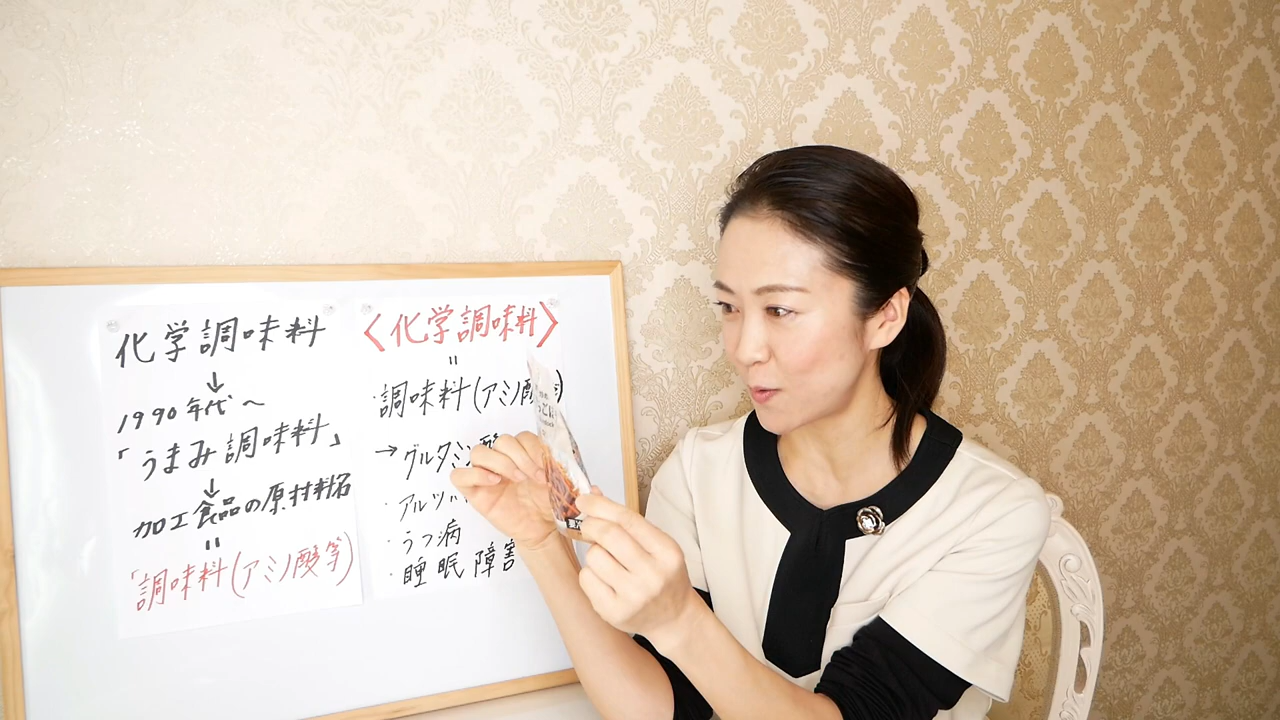 化学調味料
↓
1990年代～
「うまみ調味料」
↓
加工食品の原材料名
=
「調味料(アミノ酸等)
〈化学調味料〉
=
・調味料(アミノ酸等)
→グルタミン酸
・アルツ
・うつ病
・睡眠障害